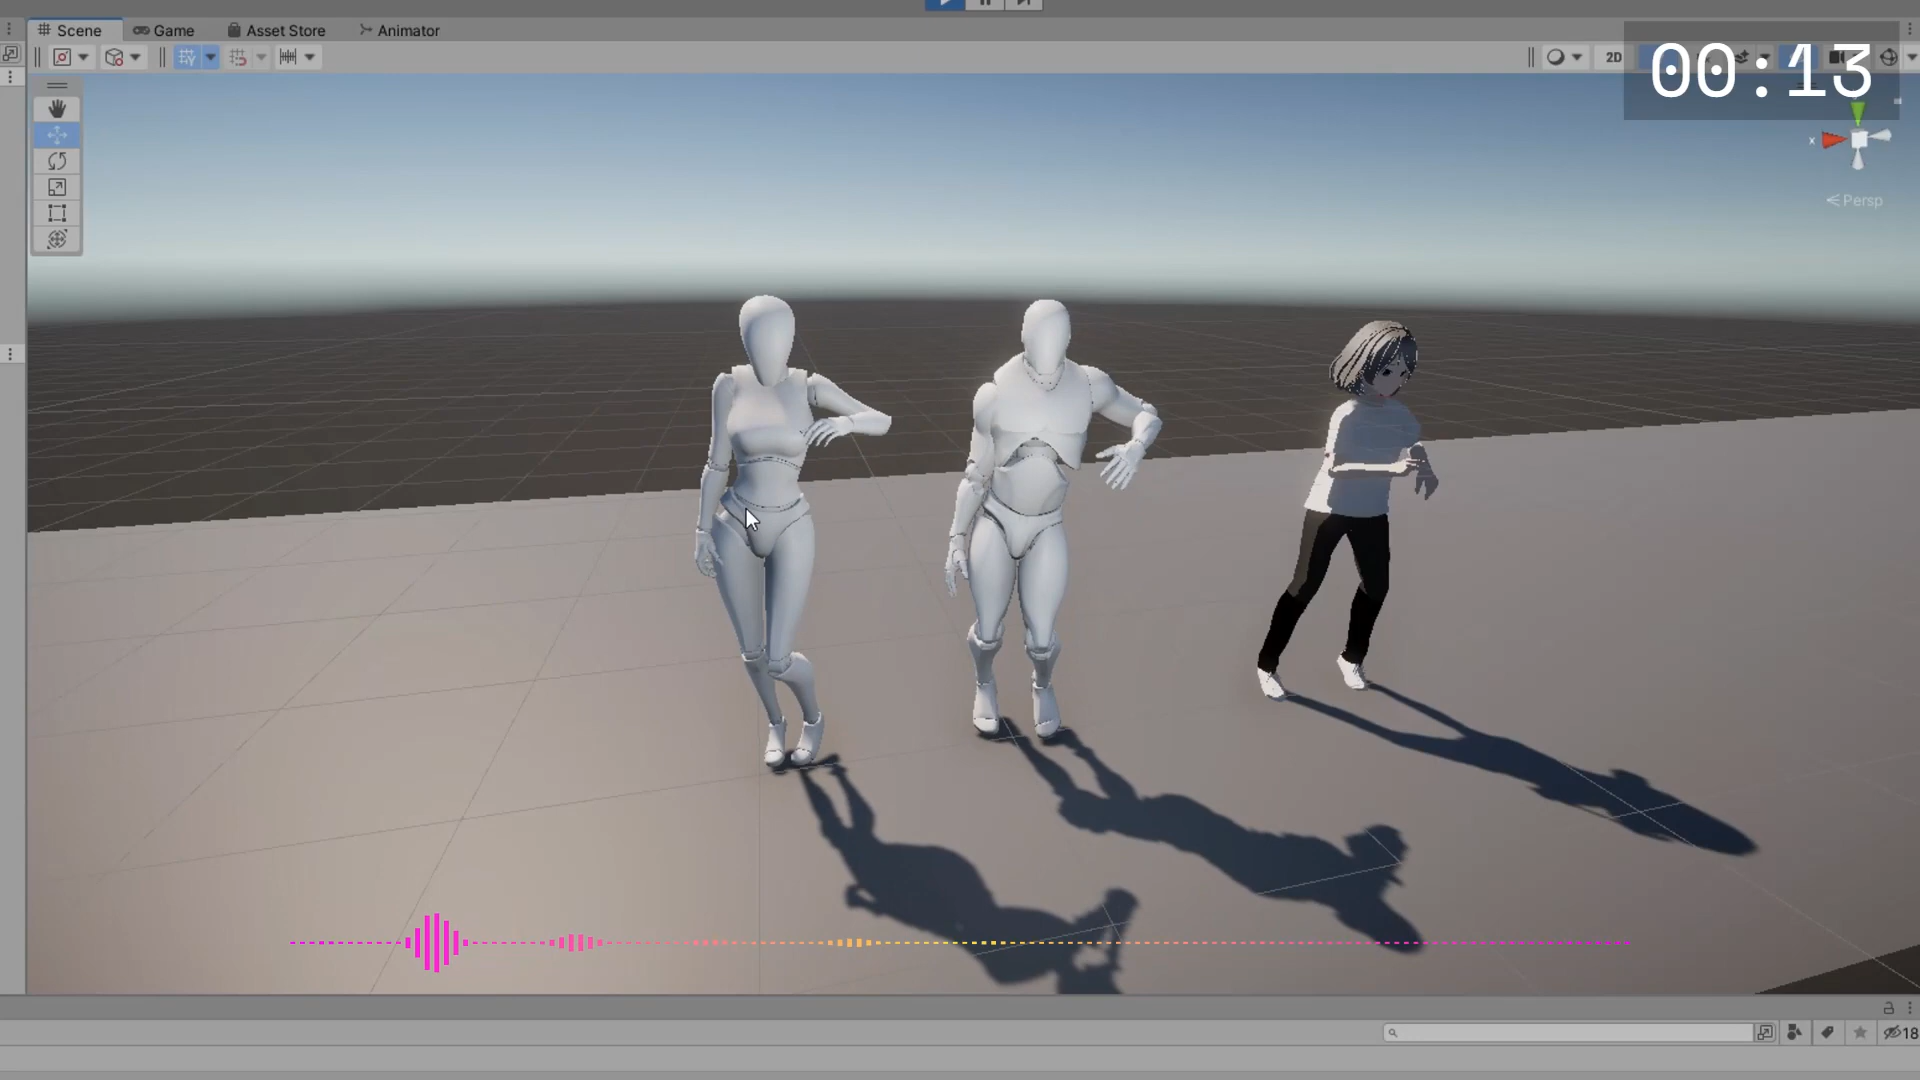 Scene
Game
Asset Store
Animator
2D
00:13
x
Persp
18